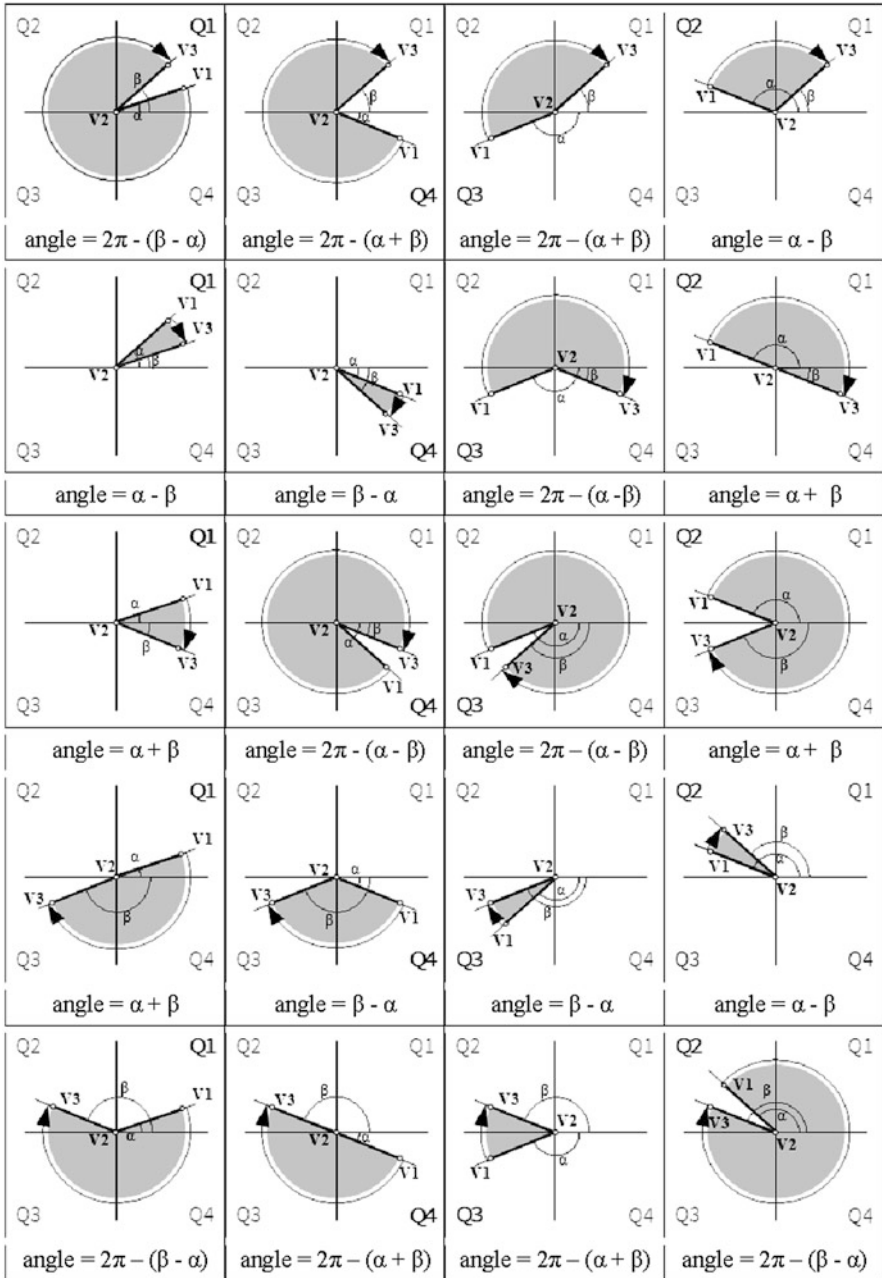 Q2 Q1
V3
V1
β
α
V2
Q3 Q4
angle = 2π - (β - α)
Q2 Q1
V3
β
V2 α
V1
Q3 Q4
angle = 2π - (α + β)
Q2 Q1
V3
V2 β
α
V1
Q3 Q4
angle = 2π – (α + β)
Q2 Q1
V3
V1 α β
V2
Q3 Q4
angle = α - β
Q2 Q1
V1
V3
α
β
V2
Q3 Q4
angle = α - β
Q2 Q1
V2 α
β
V1
V3
Q3 Q4
angle = β - α
Q2 Q1
V2
β
α
V1 V3
Q3 Q4
angle = 2π – (α -β)
Q2 Q1
V1 α
V2 β
V3
Q3 Q4
angle = α + β
Q2 Q1
V1
α
V2
β
V3
Q3 Q4
angle = α + β
Q2 Q1
V2 β
α
V3
V1
Q3 Q4
angle = 2π - (α - β)
Q2 Q1
V2
α
V1 β
V3
Q3 Q4
angle = 2π – (α - β)
Q2 Q1
V1 α
V2
V3
β
Q3 Q4
angle = α + β
Q2 Q1
V1
V2 α
V3
β
Q3 Q4
angle = α + β
Q2 Q1
V2 α
V3
β
V1
Q3 Q4
angle = β - α
Q2 Q1
V2
V3 α
β
V1
Q3 Q4
angle = β - α
Q2 Q1
V3 β
V1 α
V2
Q3 Q4
angle = α - β
Q2 Q1
V3 β V1
V2 α
Q3 Q4
angle = 2π – (β - α)
Q2 Q1
V3 β
V2 α
V1
Q3 Q4
angle = 2π – (α + β)
Q2 Q1
V3 β
V2
α
V1
Q3 Q4
angle = 2π – (α + β)
Q2 Q1
V1 β
α
V3
V2
Q3 Q4
angle = 2π – (β - α)